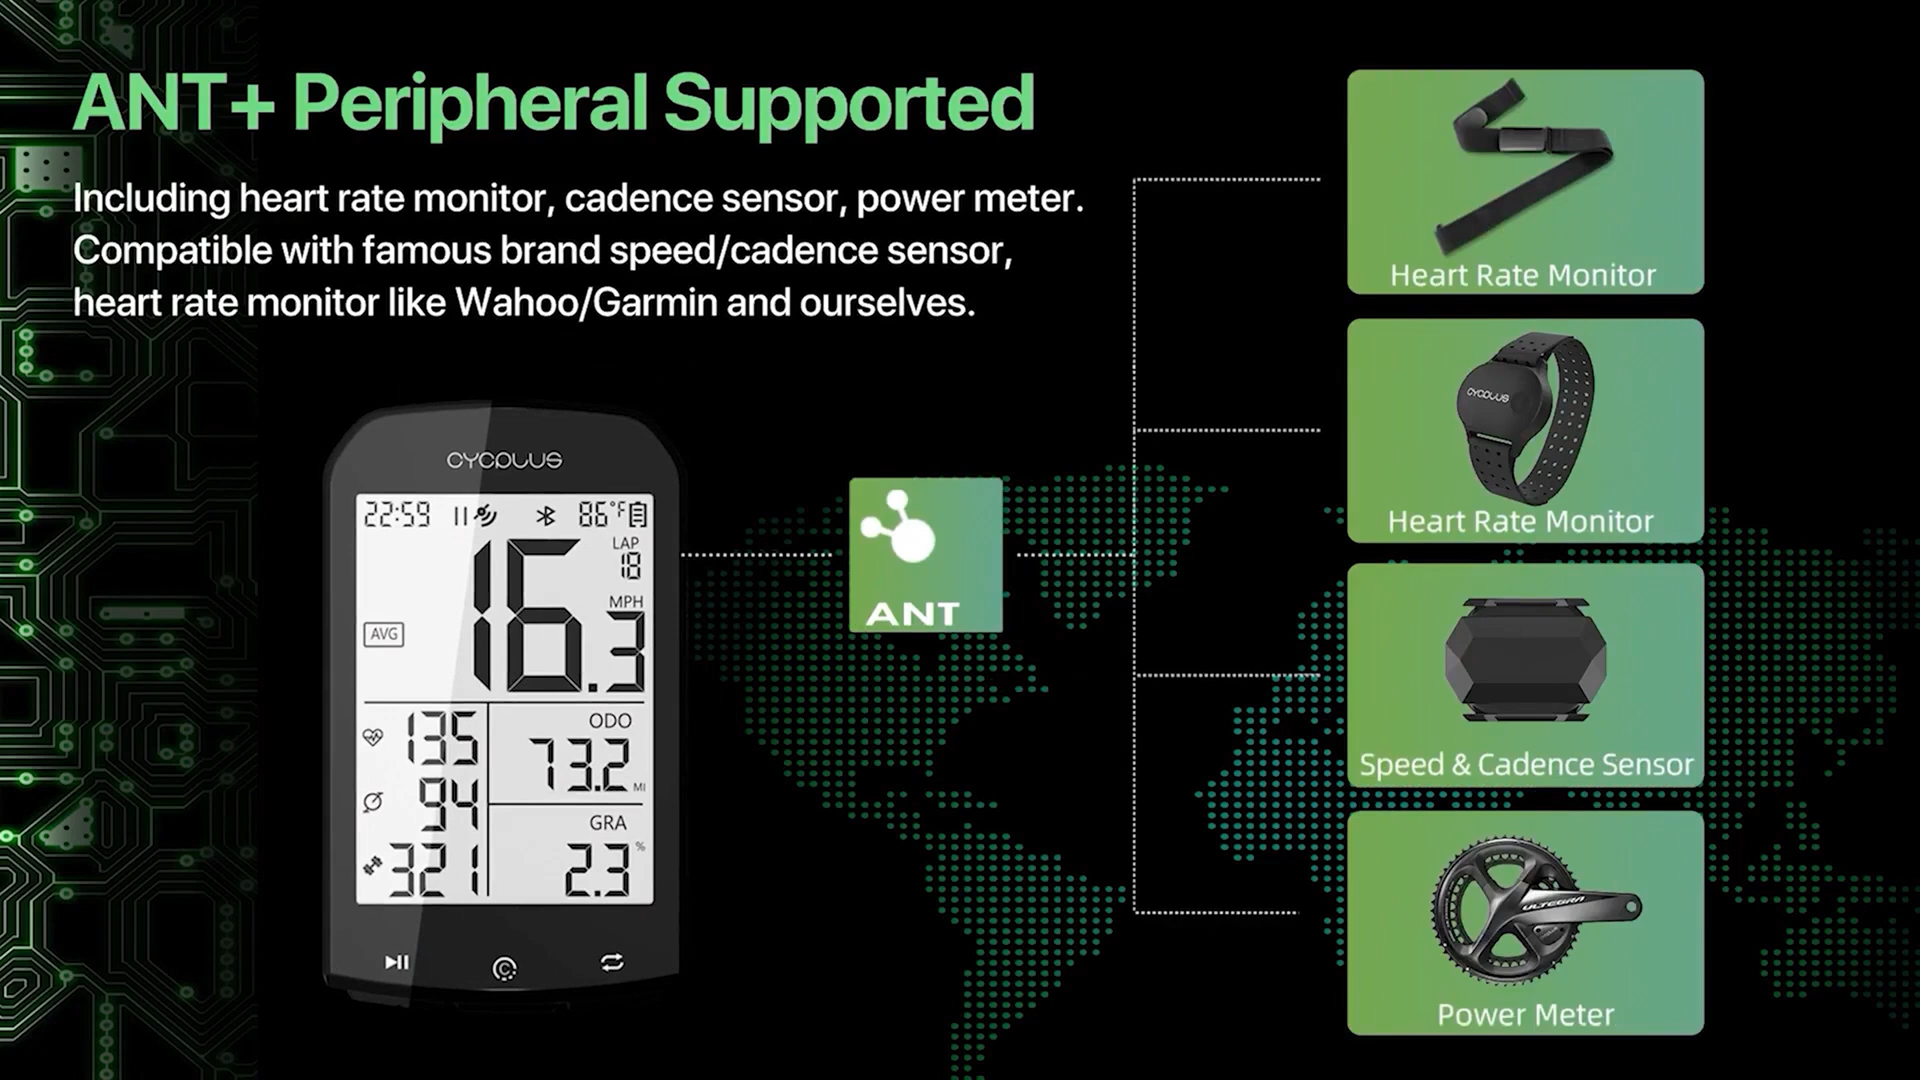 ANT+ Peripheral Supported
Including heart rate monitor, cadence sensor, power meter.
Compatible with famous brand speed/cadence sensor,
heart rate monitor like Wahoo/Garmin and ourselves.
CYCPLUS
22:59 86°F
LAP
18
MPH
AVG
16.3
135
94
321
ODO
73.2 MI
GRA
2.3 %
ANT
Heart Rate Monitor
CYCPLUS
Heart Rate Monitor
Speed & Cadence Sensor
ULTEGRA
Power Meter